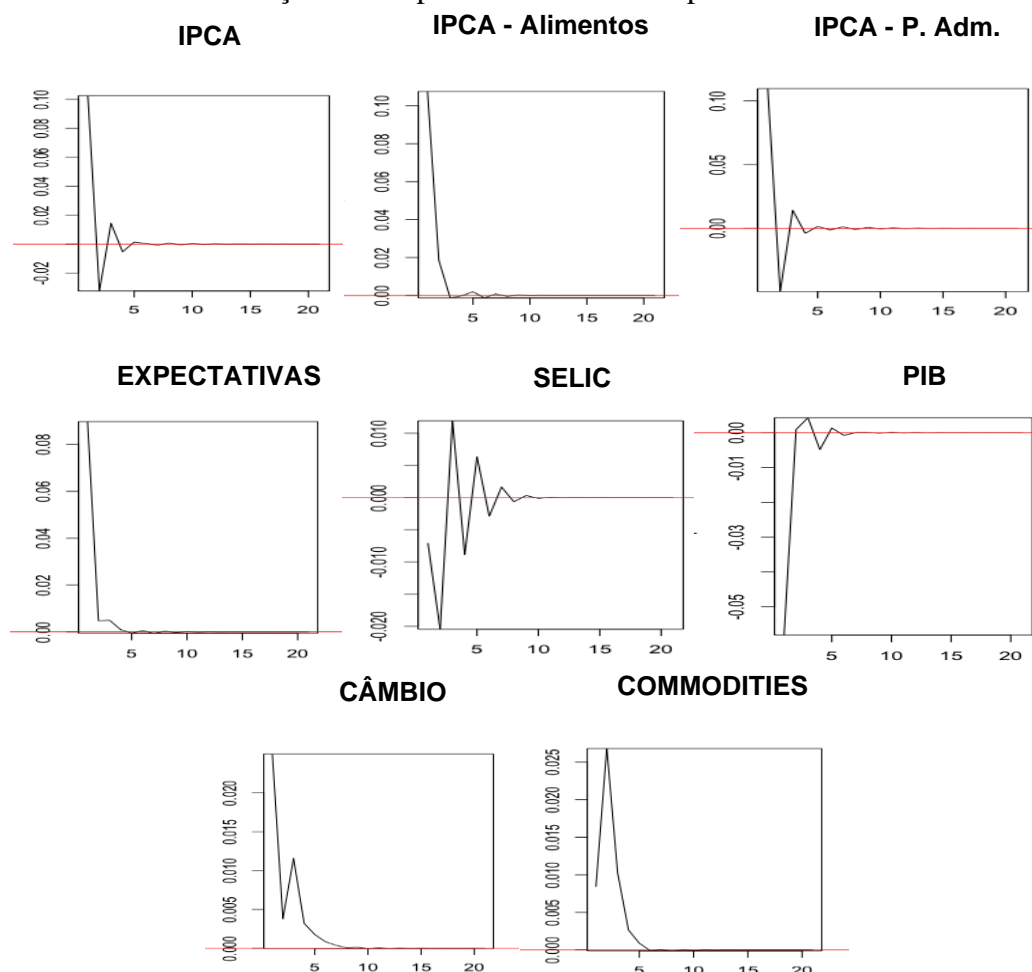 IPCA
IPCA - Alimentos
IPCA - P. Adm.
-0.02 0.00 0.02 0.04 0.06 0.08 0.10
5 10 15 20
0.00 0.02 0.04 0.06 0.08 0.10
5 10 15 20
0.00 0.05 0.10
5 10 15 20
EXPECTATIVAS
SELIC
PIB
0.00 0.02 0.04 0.06 0.08
5 10 15 20
-0.020 -0.010 0.000 0.010
5 10 15 20
-0.05 -0.03 -0.01 0.00
5 10 15 20
CÂMBIO
COMMODITIES
0.000 0.005 0.010 0.015 0.020
5 10 15 20
0.000 0.005 0.010 0.015 0.020 0.025
5 10 15 20